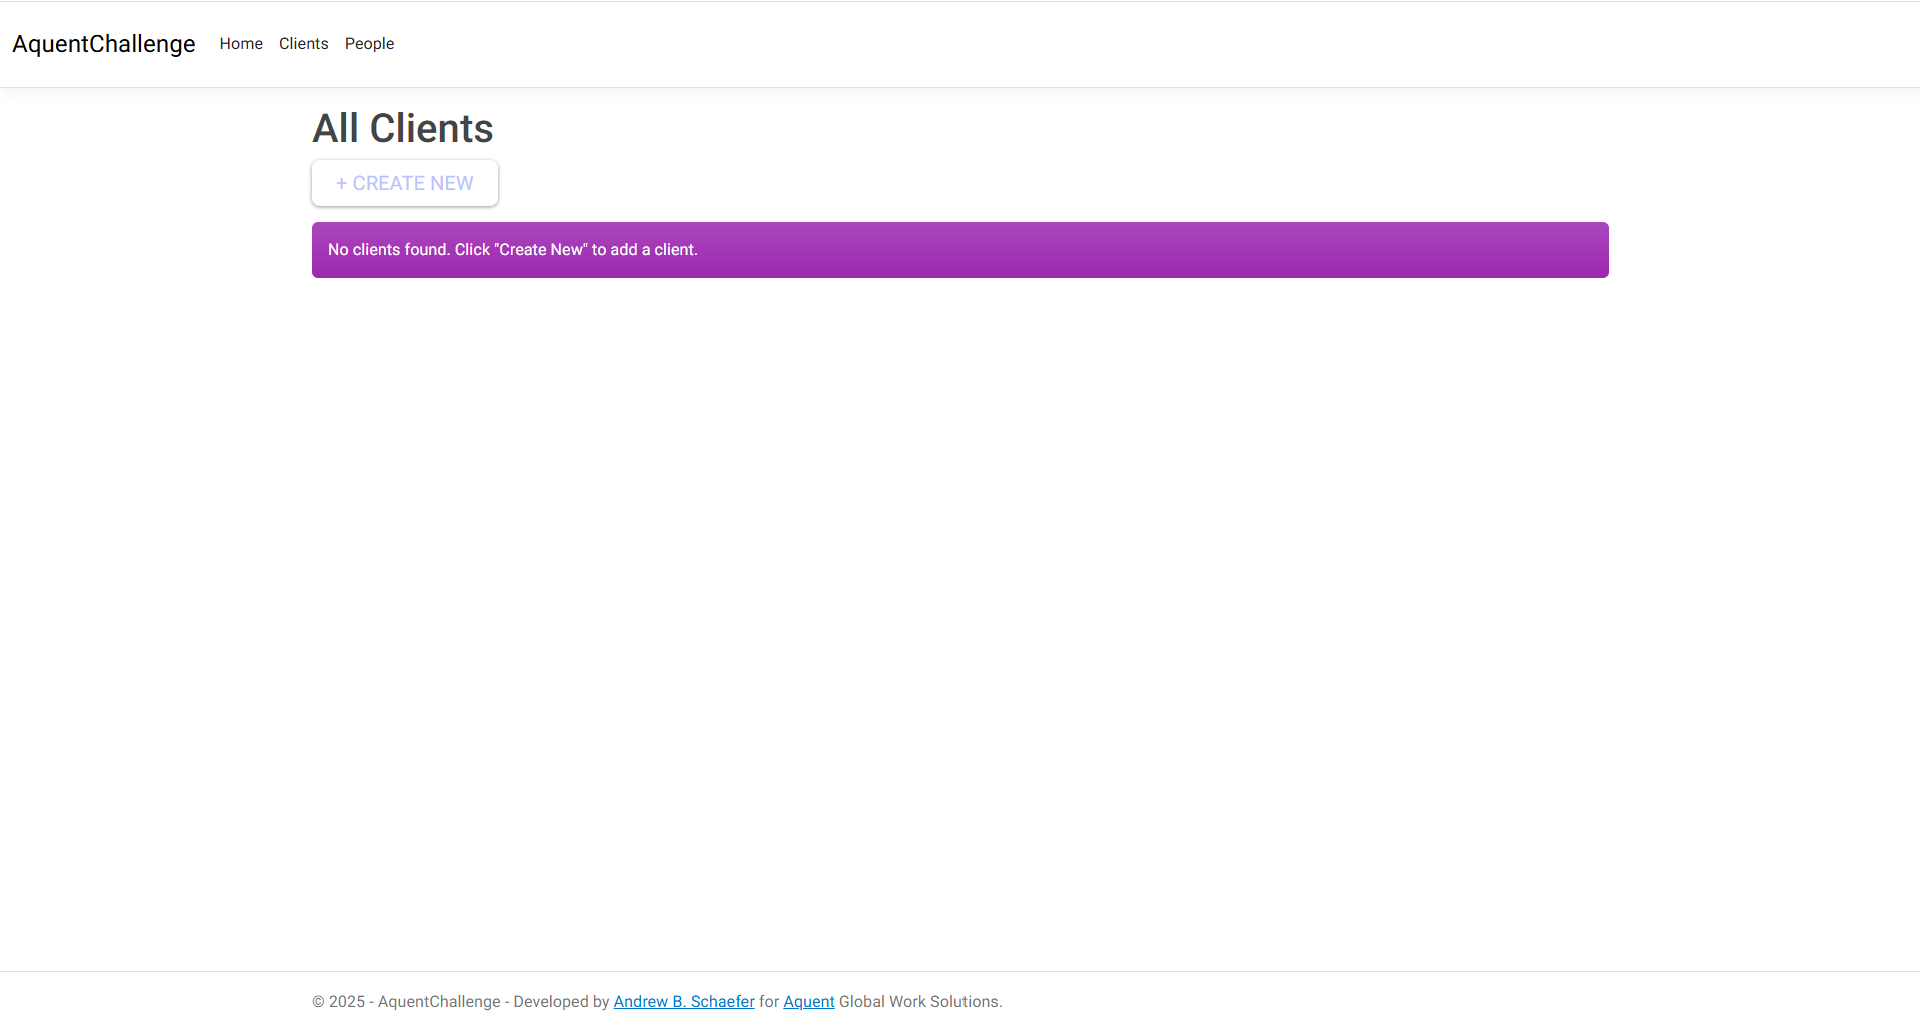 AquentChallenge Home Clients People
All Clients
+ CREATE NEW
No clients found. Click "Create New" to add a client.
© 2025 - AquentChallenge - Developed by Andrew B. Schaefer for Aquent Global Work Solutions.